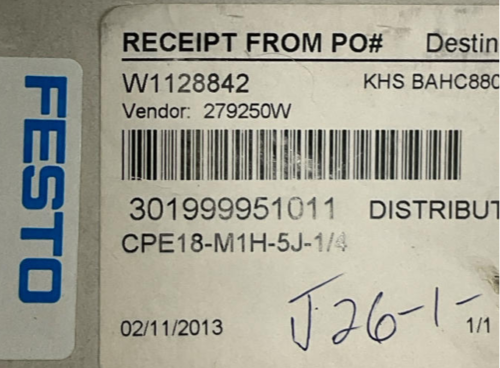 FESTO
RECEIPT FROM PO# Destin
W1128842 KHS BAHC880
Vendor: 279250W
301999951011 DISTRIBUT
CPE18-M1H-5J-1/4
02/11/2013 J26-1- 1/1